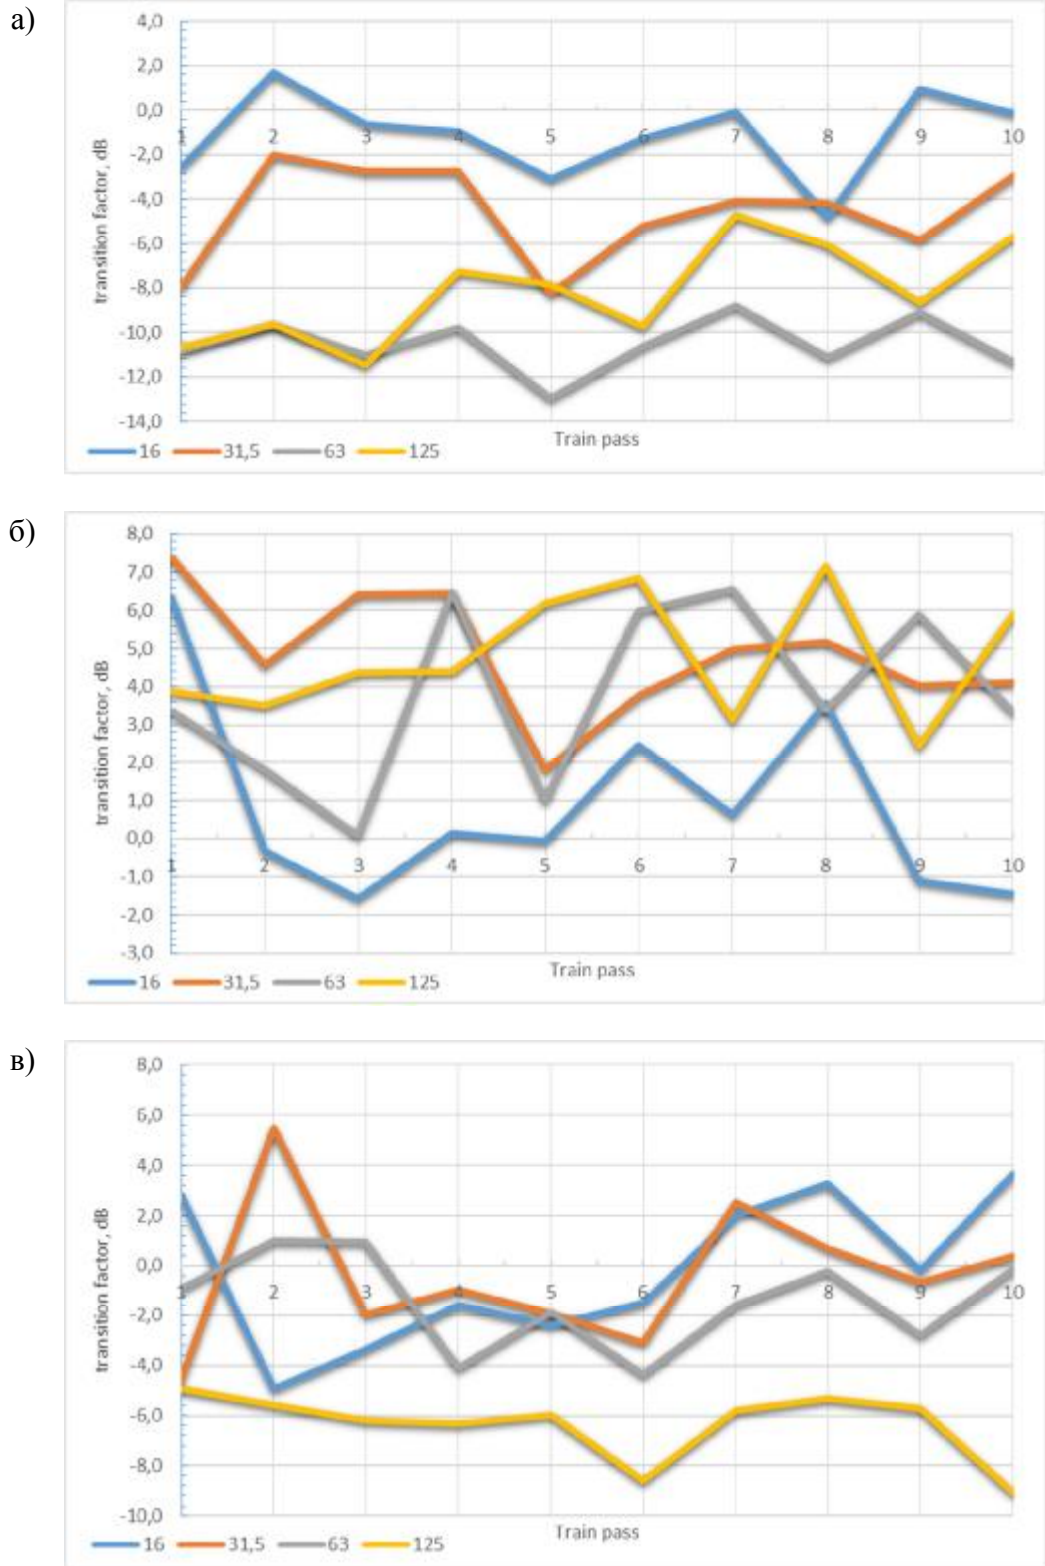 а)
4,0
2,0
0,0
-2,0
-4,0
-6,0
-8,0
-10,0
-12,0
-14,0
transition factor, dB
1 2 3 4 5 6 7 8 9 10
Train pass
16 31,5 63 125
б)
8,0
7,0
6,0
5,0
4,0
3,0
2,0
1,0
0,0
-1,0
-2,0
-3,0
transition factor, dB
1 2 3 4 5 6 7 8 9 10
Train pass
16 31,5 63 125
в)
8,0
6,0
4,0
2,0
0,0
-2,0
-4,0
-6,0
-8,0
-10,0
transition factor, dB
1 2 3 4 5 6 7 8 9 10
Train pass
16 31,5 63 125